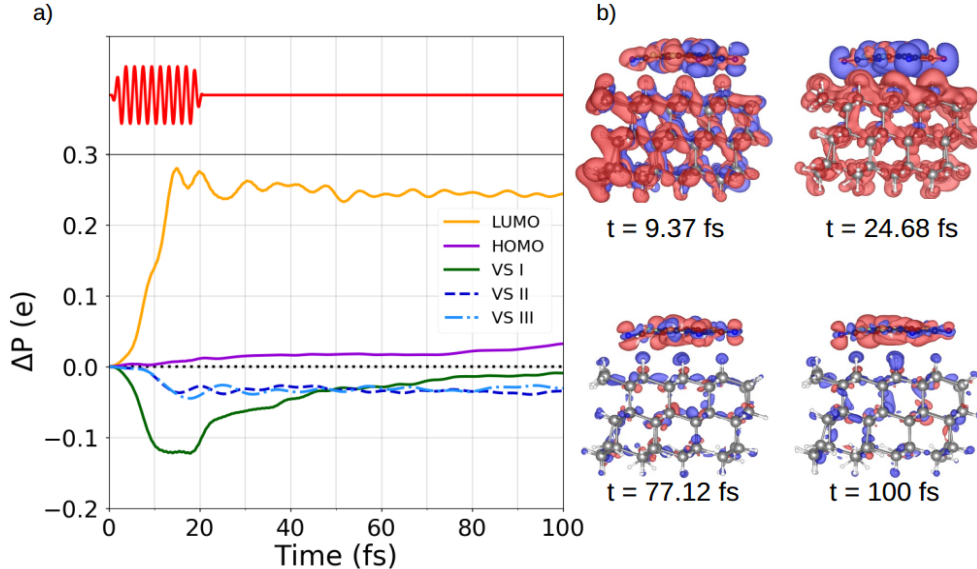 a)
0.3
0.2
0.1
0.0
−0.1
−0.2
ΔP (e)
LUMO
HOMO
VS I
VS II
VS III
0 20 40 60 80 100
Time (fs)
b)
t = 9.37 fs
t = 24.68 fs
t = 77.12 fs
t = 100 fs